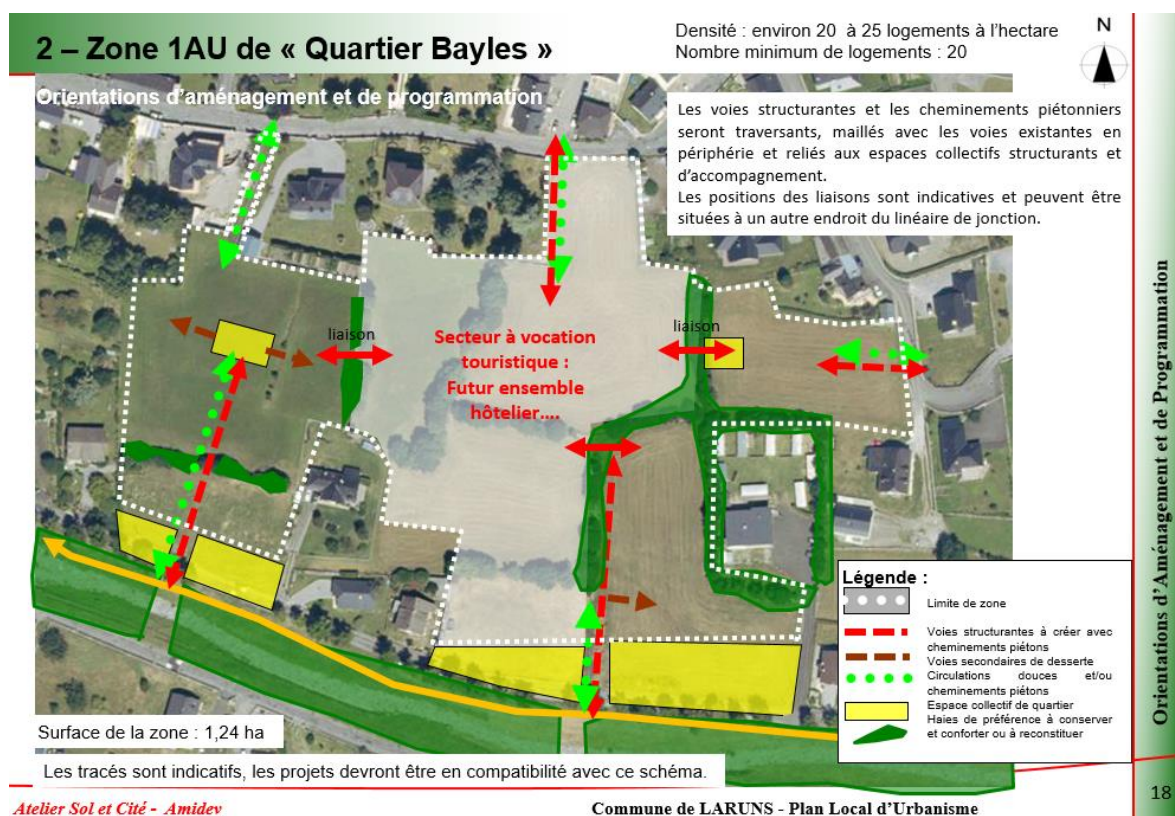 2 – Zone 1AU de « Quartier Bayles »
Densité : environ 20 à 25 logements à l'hectare
Nombre minimum de logements : 20
N
Orientations d'aménagement et de programmation
Les voies structurantes et les cheminements piétonniers
seront traversants, maillés avec les voies existantes en
périphérie et reliés aux espaces collectifs structurants et
d'accompagnement.
Les positions des liaisons sont indicatives et peuvent être
situées à un autre endroit du linéaire de jonction.
liaison
Secteur à vocation
touristique :
Futur ensemble
hôtelier....
liaison
Légende :
Limite de zone
Voies structurantes à créer avec
cheminements piétons
Voies secondaires de desserte
Circulations douces et/ou
cheminements piétons
Espace collectif de quartier
Haies de préférence à conserver
et conforter ou à reconstituer
Surface de la zone : 1,24 ha
Les tracés sont indicatifs, les projets devront être en compatibilité avec ce schéma.
Orientations d'Aménagement et de Programmation
18
Atelier Sol et Cité - Amidev
Commune de LARUNS - Plan Local d'Urbanisme